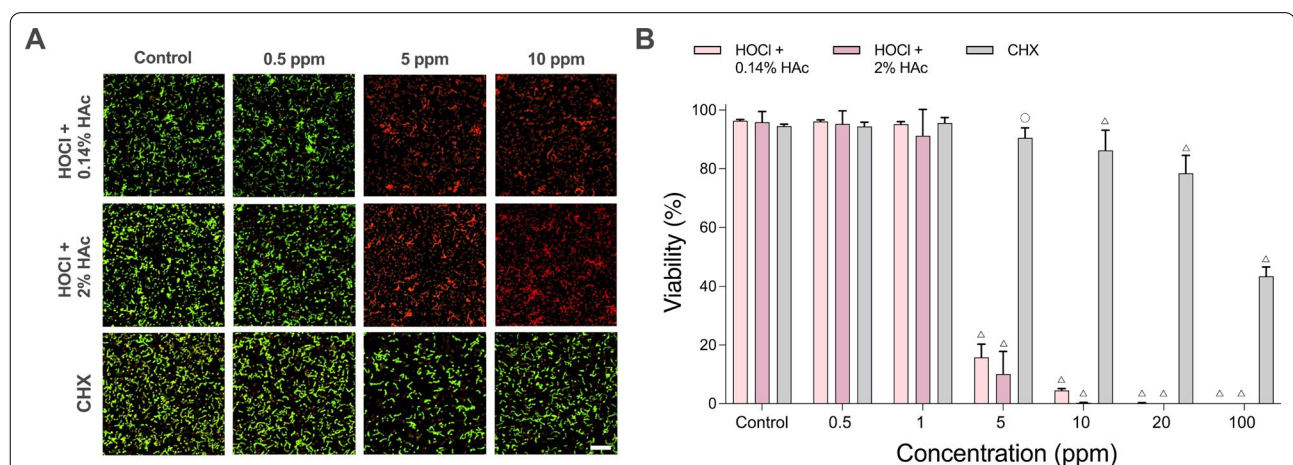 A
Control
0.5 ppm
5 ppm
10 ppm
HOCl +
0.14% HAc
HOCl +
2% HAc
CHX
B
HOCl +
0.14% HAc
HOCl +
2% HAc
CHX
Viability (%)
100
80
60
40
20
0
Control
0.5
1
5
10
20
100
Concentration (ppm)